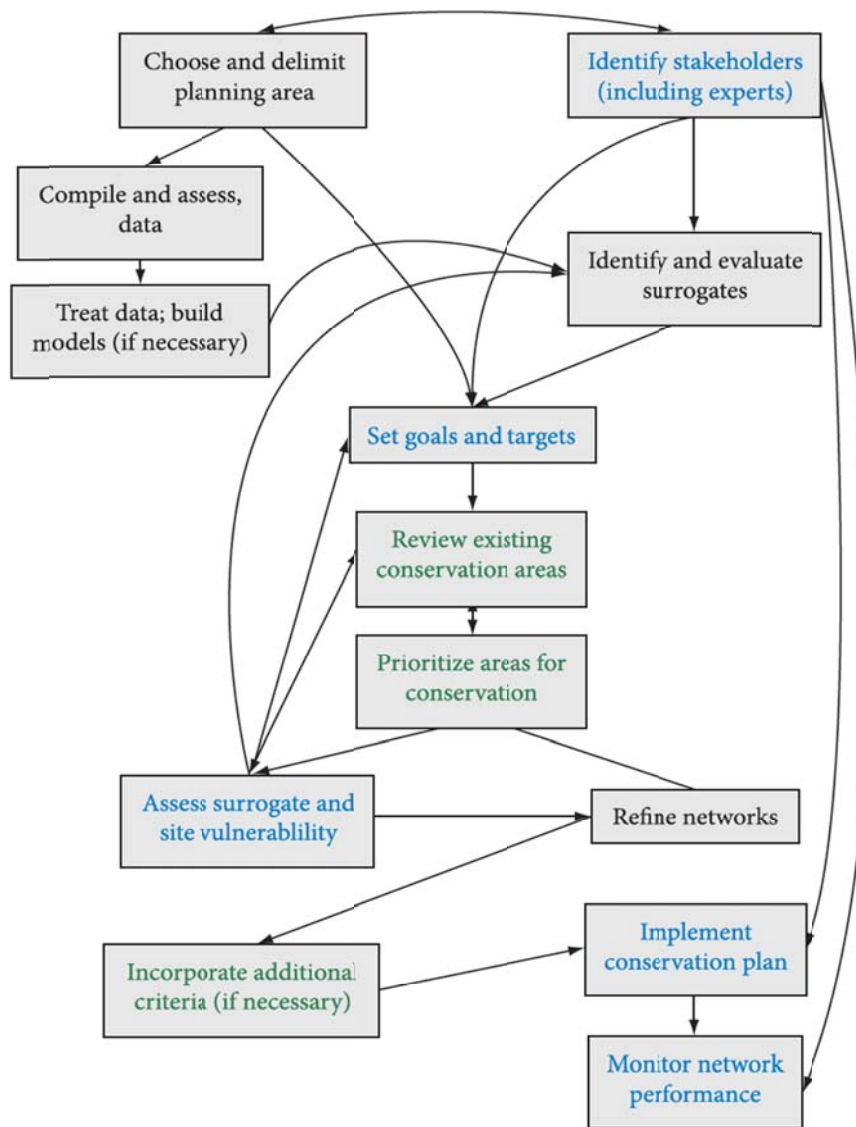 Choose and delimit
planning area
Identify stakeholders
(including experts)
Compile and assess,
data
Identify and evaluate
surrogates
Treat data; build
models (if necessary)
Set goals and targets
Review existing
conservation areas
Prioritize areas for
conservation
Assess surrogate and
site vulnerablility
Refine networks
Implement
conservation plan
Incorporate additional
criteria (if necessary)
Monitor network
performance